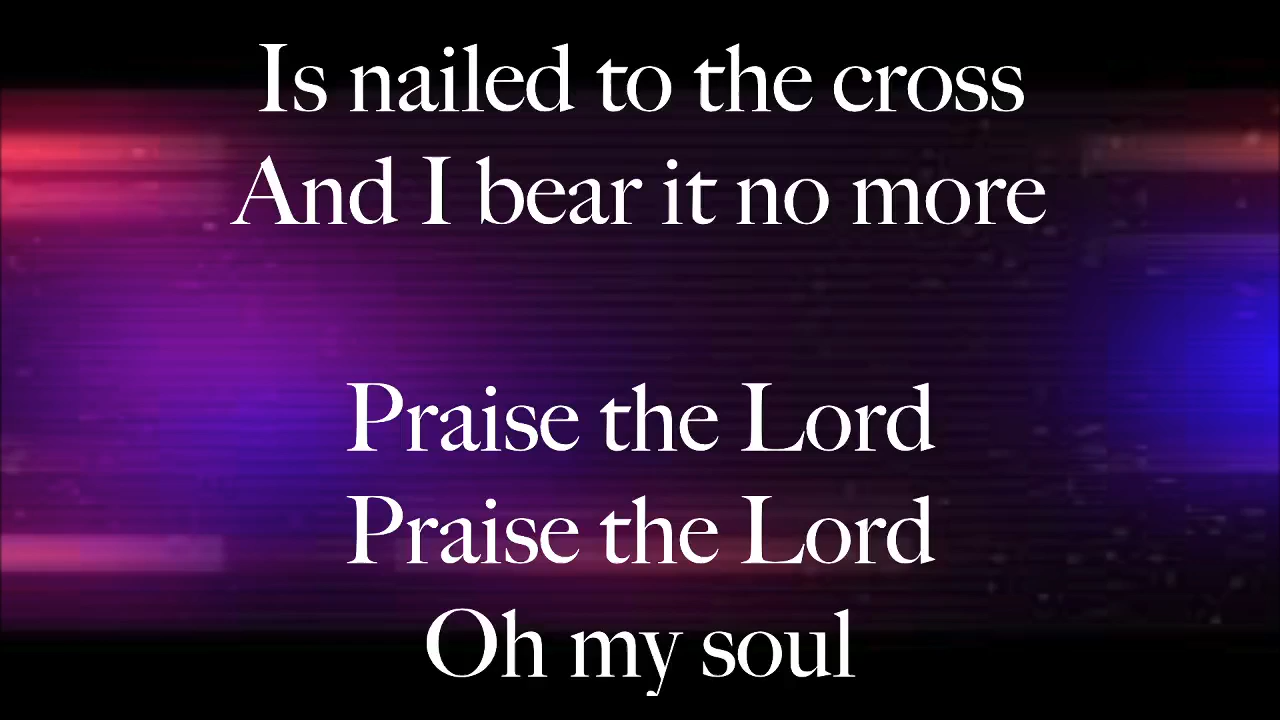 Is nailed to the cross
And I bear it no more
Praise the Lord
Praise the Lord
Oh my soul